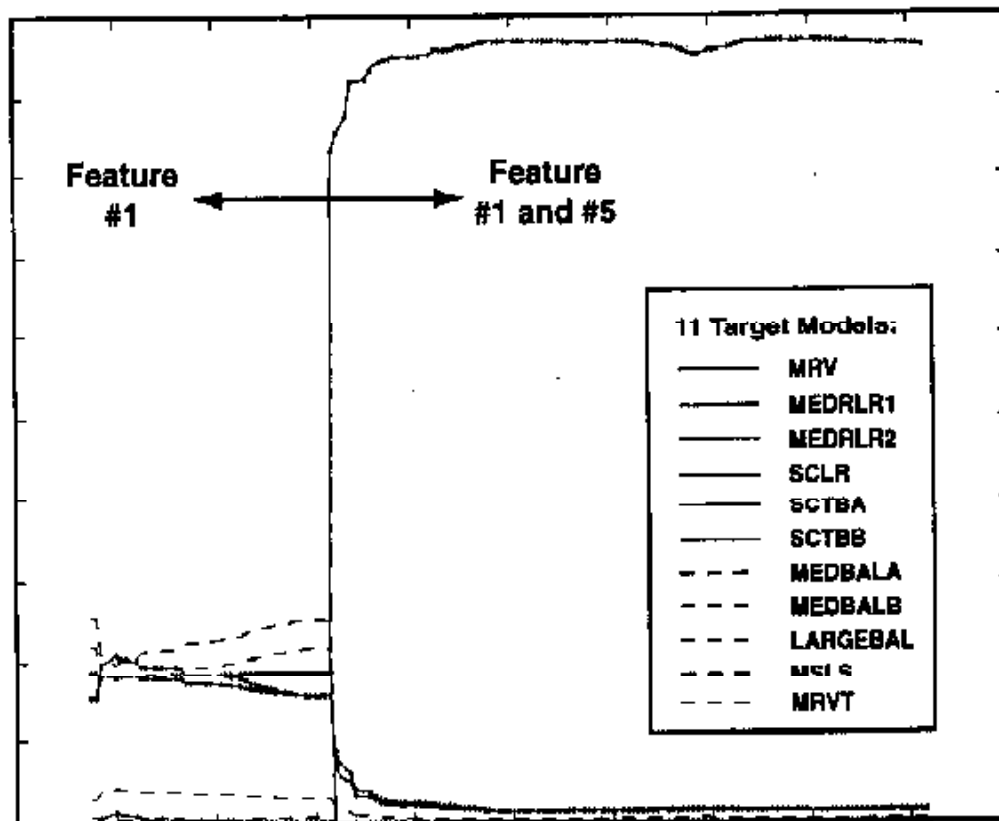 Feature
#1
Feature
#1 and #5
11 Target Models:
MRV
MEDRLR1
MEDRLR2
SCLR
SCTBA
SCTBB
MEDBALA
MEDBALB
LARGEBAL
MSLS
MRVT